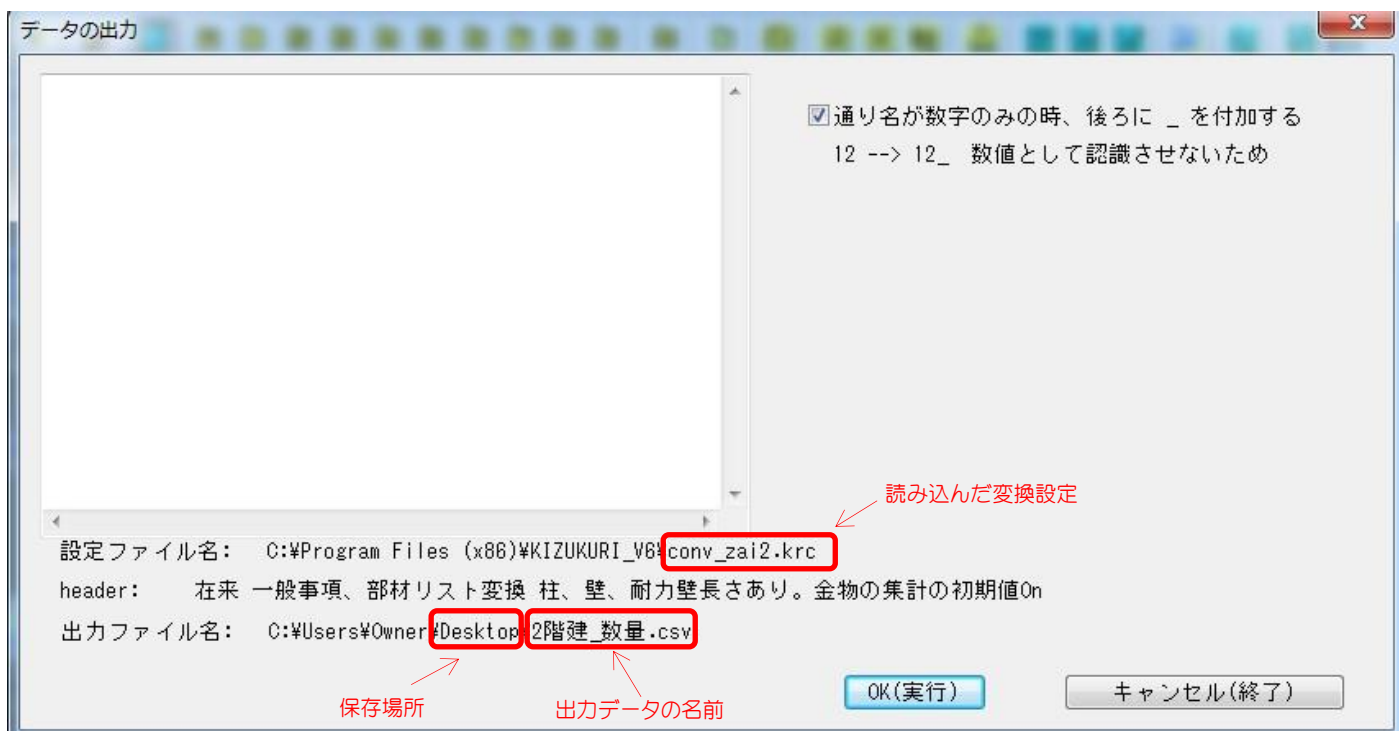 データの出力
通り名が数字のみの時、後ろに _ を付加する
12 --> 12_ 数値として認識させないため
読み込んだ変換設定
設定ファイル名: C:¥Program Files (x86)¥KIZUKURI_V6¥conv_zai2.krc
header: 在来 一般事項、部材リスト変換 柱、壁、耐力壁長さあり。金物の集計の初期値On
出力ファイル名: C:¥Users¥Owner¥Desktop¥2階建_数量.csv
保存場所
出力データの名前
OK(実行)
キャンセル(終了)